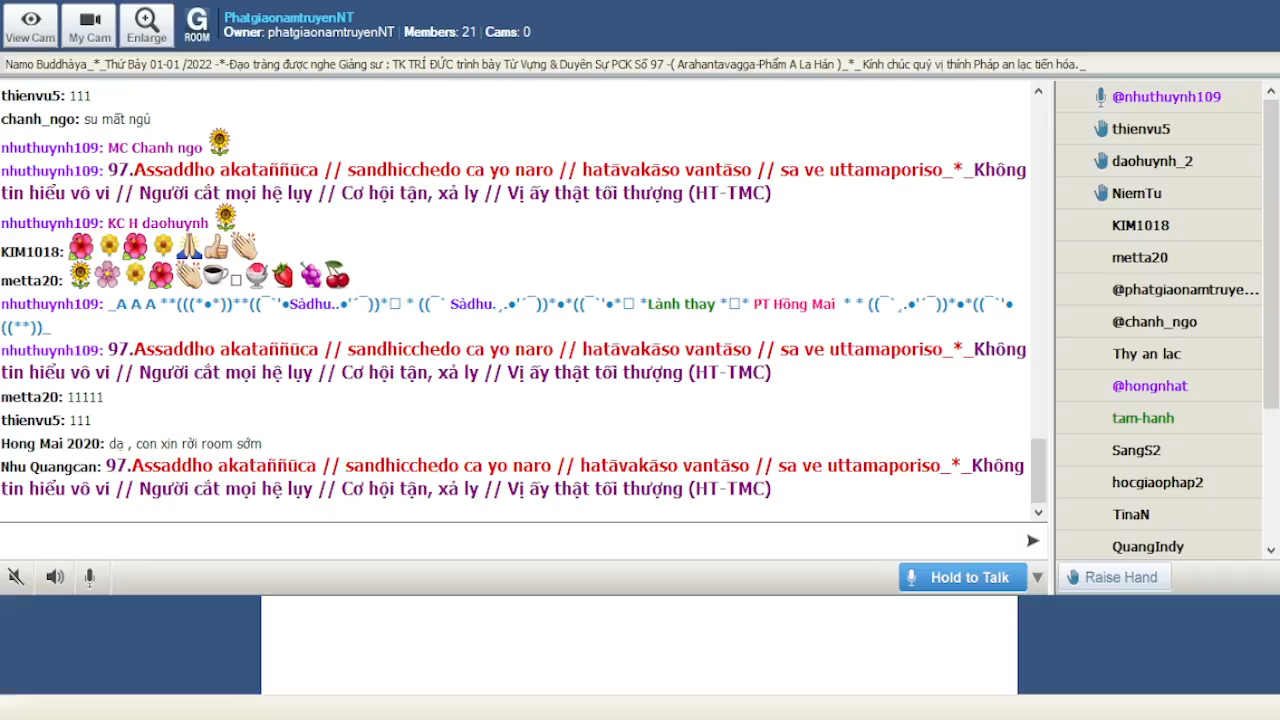 View Cam
My Cam
Enlarge
G
ROOM
PhatgiaonamtruyenNT
Owner: phatgiaonamtruyenNT | Members: 21 | Cams: 0
Namo Buddhàya_*_Thứ Bảy 01-01 /2022 -*-Đạo tràng được nghe Giảng sư : TK TRÍ ĐỨC trình bày Từ Vựng & Duyên Sự PCK Số 97 -( Arahantavagga-Phẩm A La Hán )_*_ Kính chúc quý vị thính Pháp an lạc tiến hóa._
thienvu5: 111
chanh_ngo: su mất ngủ
nhuthuynh109: MC Chanh ngo
nhuthuynh109: 97.Assaddho akataññūca // sandhicchedo ca yo naro // hatāvakāso vantāso // sa ve uttamaporiso_*_Không
tin hiểu vô vi // Người cắt mọi hệ lụy // Cơ hội tận, xả ly // Vị ấy thật tối thượng (HT-TMC)
nhuthuynh109: KC H daohuynh
KIM1018:
metta20:
nhuthuynh109: _A A A **(((*•*))**((¯`'•Sàdhu..•'´¯))*□ * ((¯` Sàdhu.¸.•'´¯))*•*((¯`'•*□ *Lành thay *□* PT Hồng Mai * * ((¯`¸.•'´¯))*•*((¯`'•
((**))_
nhuthuynh109: 97.Assaddho akataññūca // sandhicchedo ca yo naro // hatāvakāso vantāso // sa ve uttamaporiso_*_Không
tin hiểu vô vi // Người cắt mọi hệ lụy // Cơ hội tận, xả ly // Vị ấy thật tối thượng (HT-TMC)
metta20: 11111
thienvu5: 111
Hong Mai 2020: dạ , con xin rời room sớm
Nhu Quangcan: 97.Assaddho akataññūca // sandhicchedo ca yo naro // hatāvakāso vantāso // sa ve uttamaporiso_*_Không
tin hiểu vô vi // Người cắt mọi hệ lụy // Cơ hội tận, xả ly // Vị ấy thật tối thượng (HT-TMC)
Hold to Talk
@nhuthuynh109
thienvu5
daohuynh_2
NiemTu
KIM1018
metta20
@phatgiaonamtruye...
@chanh_ngo
Thy an lac
@hongnhat
tam-hanh
SangS2
hocgiaophap2
TinaN
QuangIndy
Raise Hand